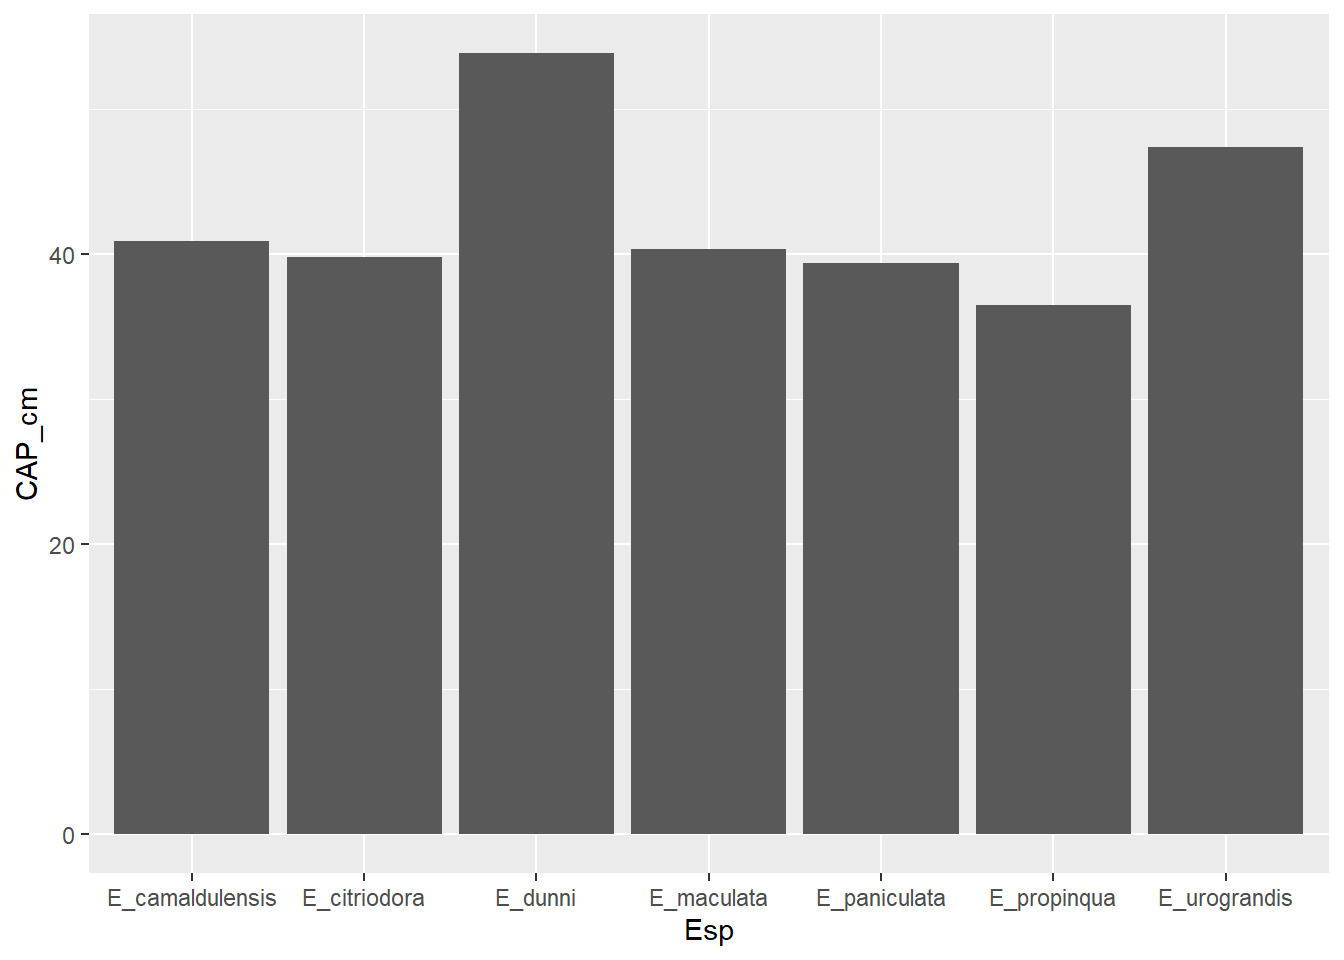 CAP_cm
40
20
0
E_camaldulensis E_citriodora E_dunni E_maculata E_paniculata E_propinqua E_urograndis
Esp